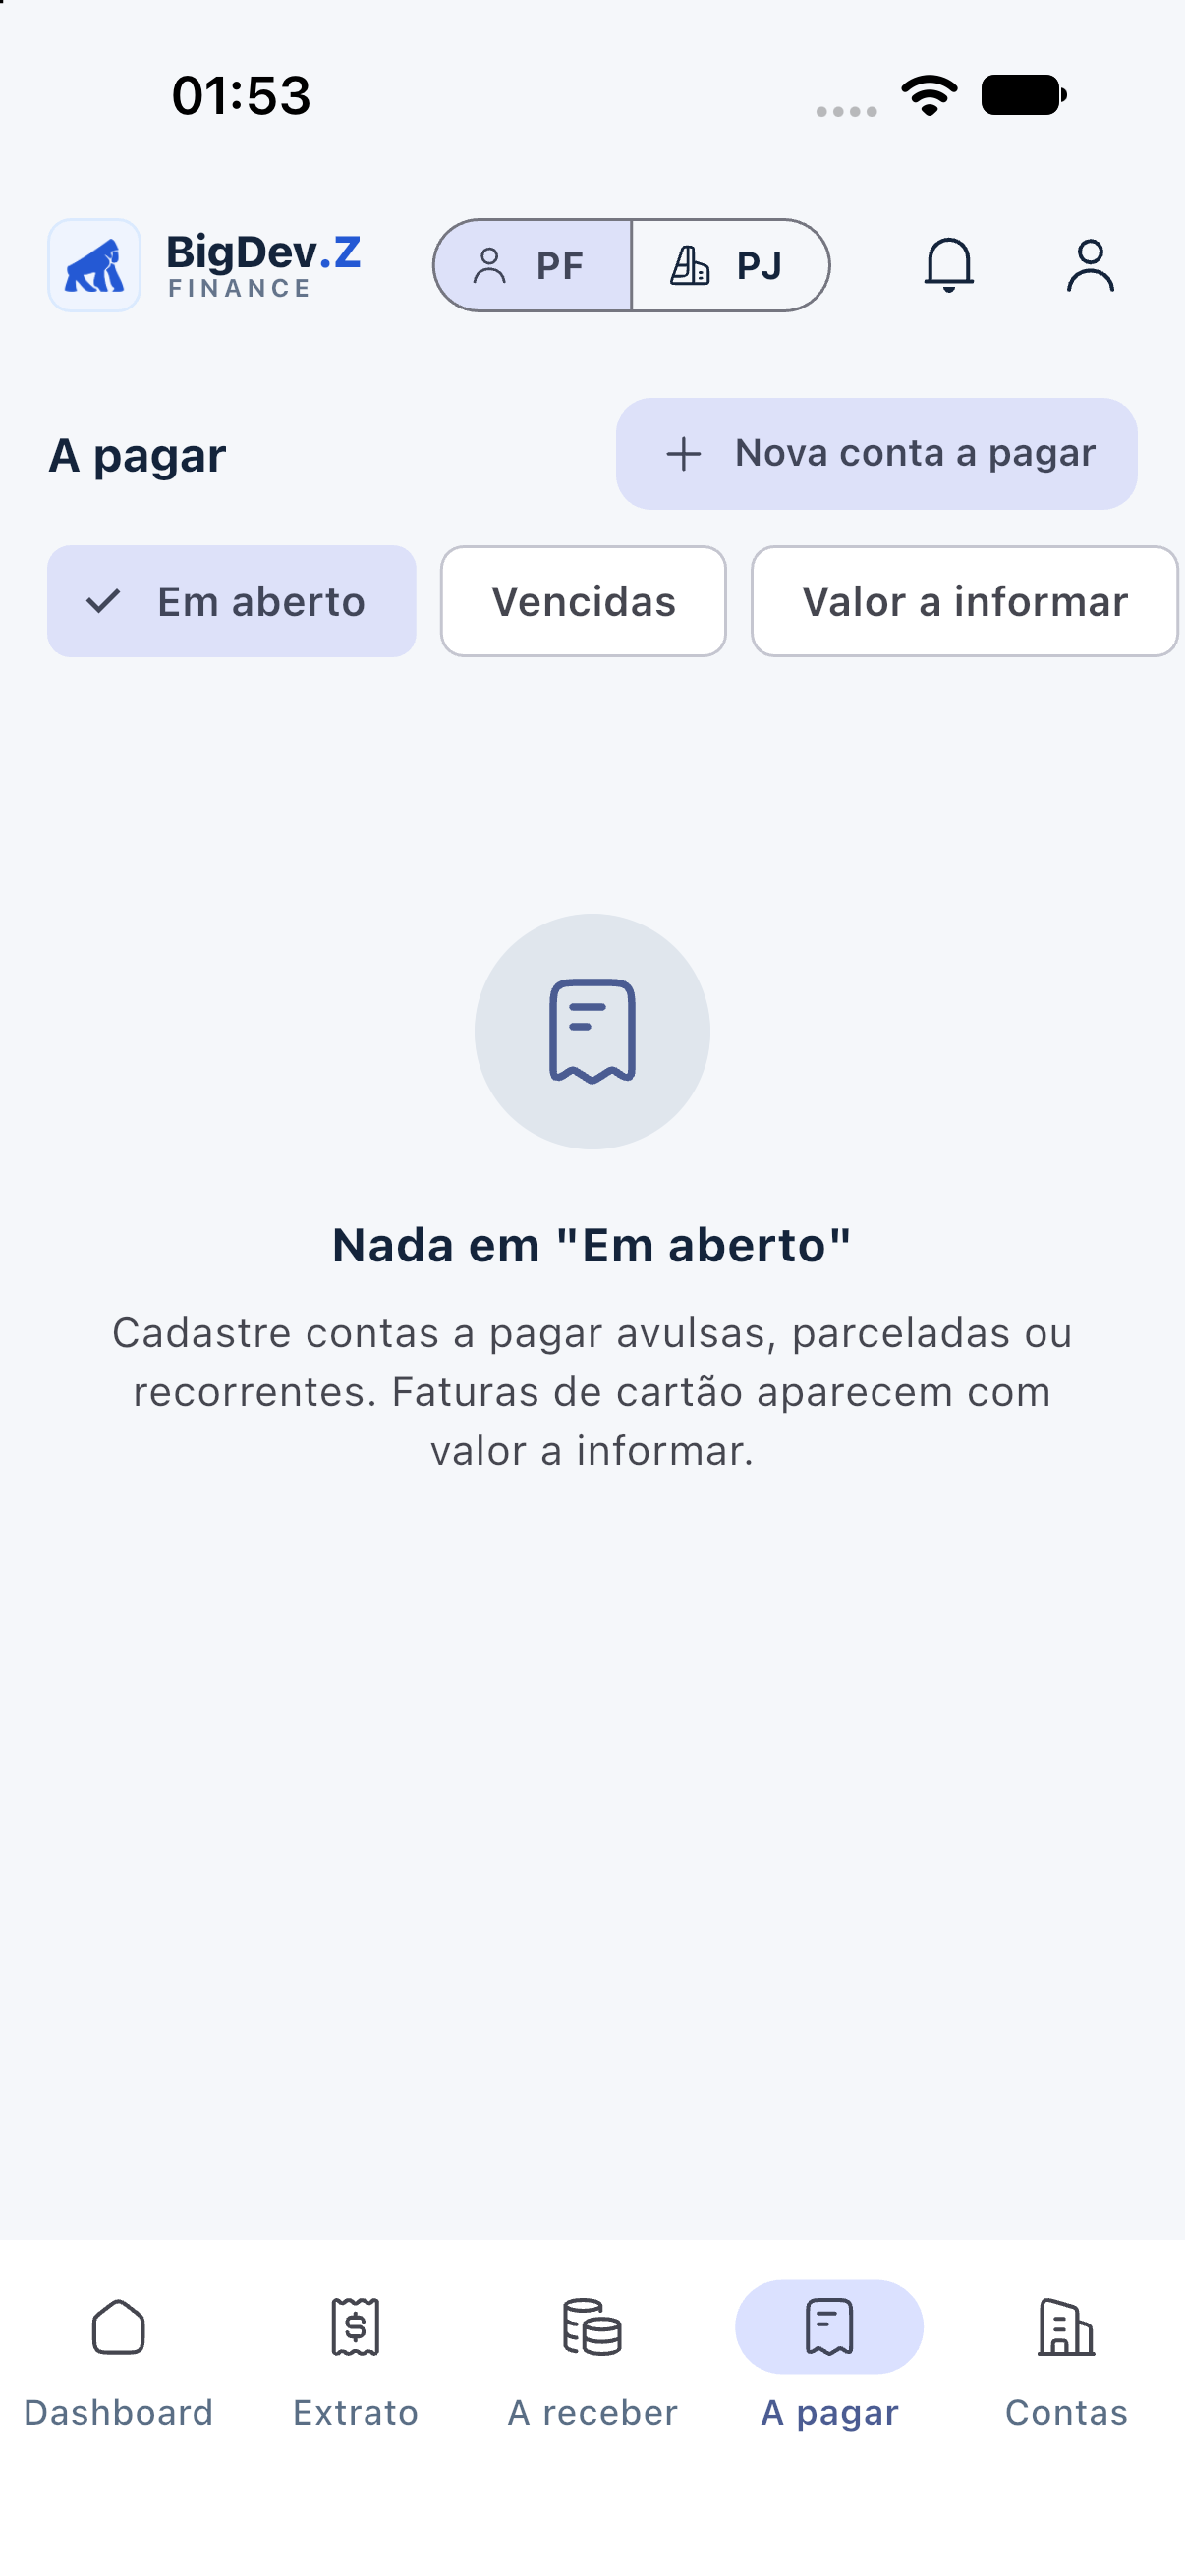 01:53
BigDev.Z
FINANCE
PF
PJ
A pagar
Nova conta a pagar
Em aberto
Vencidas
Valor a informar
Nada em "Em aberto"
Cadastre contas a pagar avulsas, parceladas ou
recorrentes. Faturas de cartão aparecem com
valor a informar.
Dashboard
Extrato
A receber
A pagar
Contas